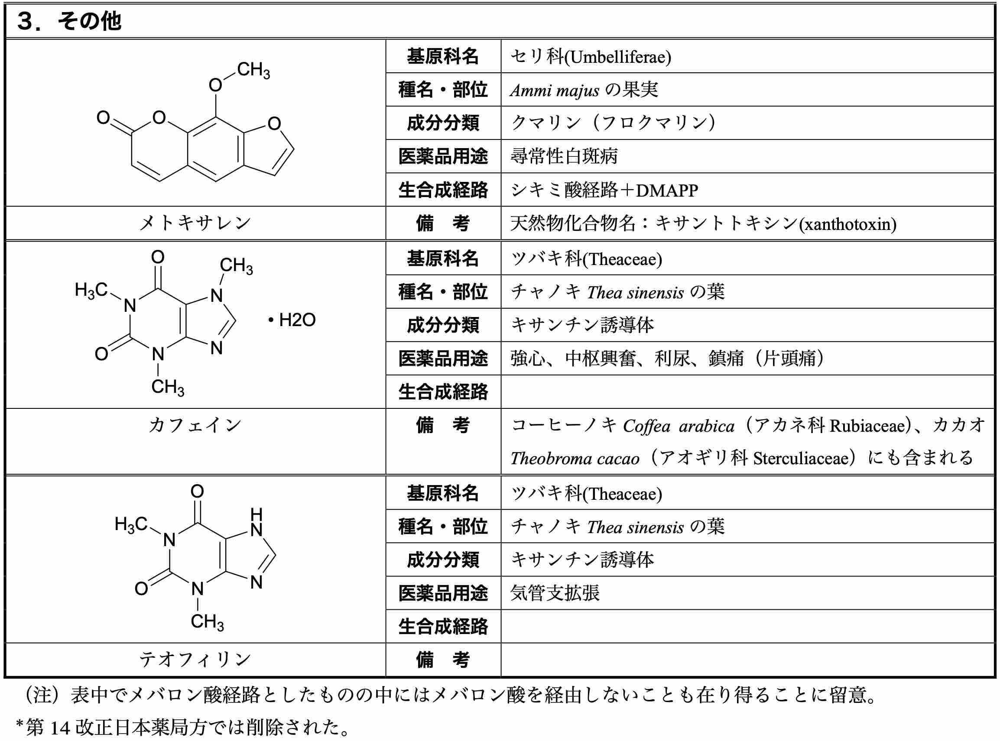 3．その他
CH3
O
O
O
O
基原科名 セリ科(Umbelliferae)
種名・部位 Ammi majus の果実
成分分類 クマリン（フロクマリン）
医薬品用途 尋常性白斑病
生合成経路 シキミ酸経路＋DMAPP
メトキサレン 備　考 天然物化合物名：キサントトキシン(xanthotoxin)
O
CH3
H3C
N
N
・H2O
O
N
N
CH3
基原科名 ツバキ科(Theaceae)
種名・部位 チャノキ Thea sinensis の葉
成分分類 キサンチン誘導体
医薬品用途 強心、中枢興奮、利尿、鎮痛（片頭痛）
生合成経路
カフェイン 備　考 コーヒーノキ Coffea arabica（アカネ科 Rubiaceae）、カカオ
Theobroma cacao（アオギリ科 Sterculiaceae）にも含まれる
O
H
H3C
N
N
O
N
N
CH3
基原科名 ツバキ科(Theaceae)
種名・部位 チャノキ Thea sinensis の葉
成分分類 キサンチン誘導体
医薬品用途 気管支拡張
生合成経路
テオフィリン 備　考
（注）表中でメバロン酸経路としたものの中にはメバロン酸を経由しないことも在り得ることに留意。
*第 14 改正日本薬局方では削除された。